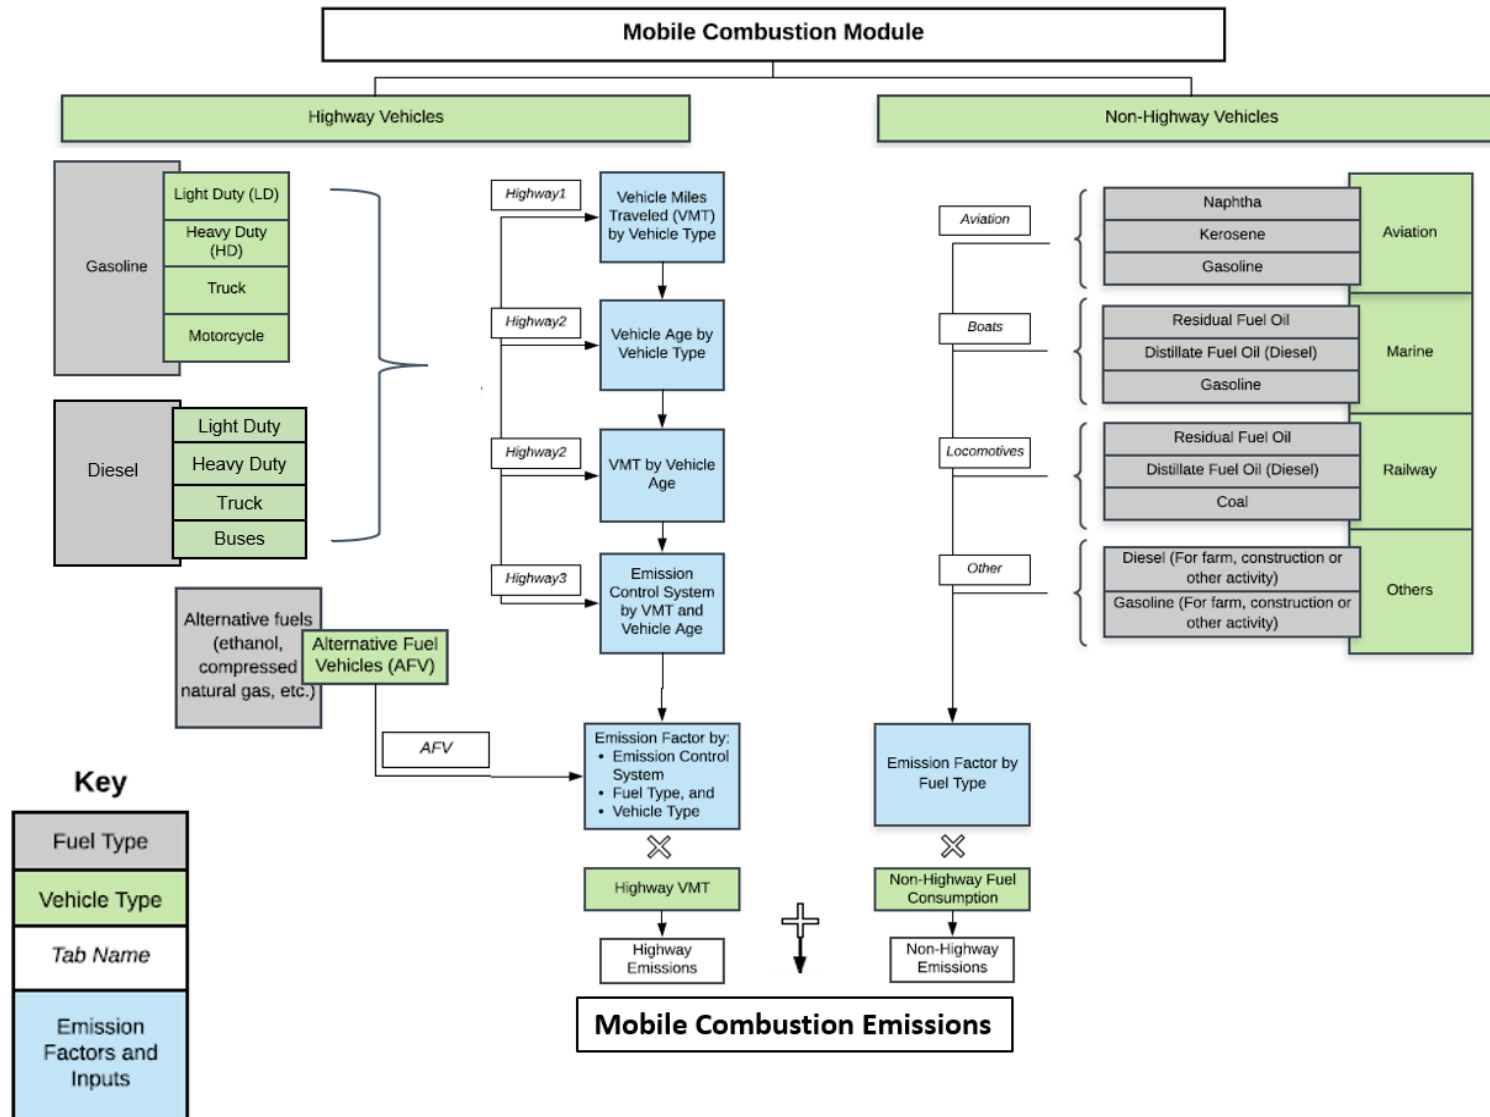 Mobile Combustion Module
Highway Vehicles
Non-Highway Vehicles
Gasoline
Light Duty (LD)
Heavy Duty
(HD)
Truck
Motorcycle
Diesel
Light Duty
Heavy Duty
Truck
Buses
Alternative fuels
(ethanol,
compressed
natural gas, etc.)
Alternative Fuel
Vehicles (AFV)
AFV
Highway1
Vehicle Miles
Traveled (VMT)
by Vehicle Type
Highway2
Vehicle Age by
Vehicle Type
Highway2
VMT by Vehicle
Age
Highway3
Emission
Control System
by VMT and
Vehicle Age
Emission Factor by:
• Emission Control
System
• Fuel Type, and
• Vehicle Type
Highway VMT
Highway
Emissions
Aviation
Naphtha
Kerosene
Gasoline
Aviation
Boats
Residual Fuel Oil
Distillate Fuel Oil (Diesel)
Gasoline
Marine
Locomotives
Residual Fuel Oil
Distillate Fuel Oil (Diesel)
Coal
Railway
Other
Diesel (For farm, construction or
other activity)
Gasoline (For farm, construction or
other activity)
Others
Emission Factor by
Fuel Type
Non-Highway Fuel
Consumption
Non-Highway
Emissions
Mobile Combustion Emissions
Key
Fuel Type
Vehicle Type
Tab Name
Emission
Factors and
Inputs